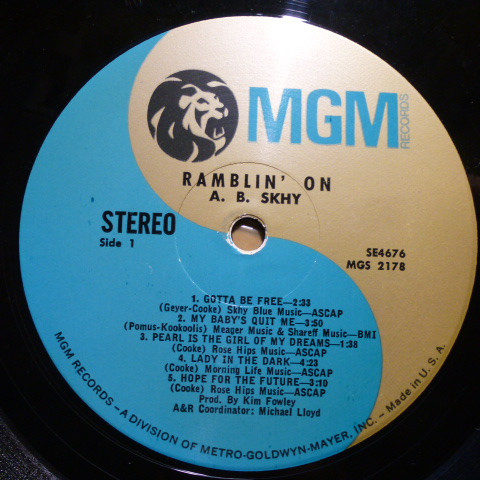 MGM
RECORDS
RAMBLIN' ON
A. B. SKHY
STEREO
Side 1
SE4676
MGS 2178
1. GOTTA BE FREE—2:33
(Geyer-Cooke) Skhy Blue Music—ASCAP
2. MY BABY'S QUIT ME—3:50
(Pomus-Kookoolis) Meager Music & Shareff Music—BMI
3. PEARL IS THE GIRL OF MY DREAMS—1:38
(Cooke) Rose Hips Music—ASCAP
4. LADY IN THE DARK—4:23
(Cooke) Morning Life Music—ASCAP
5. HOPE FOR THE FUTURE—3:10
(Cooke) Rose Hips Music—ASCAP
Prod. By Kim Fowley
A&R Coordinator: Michael Lloyd
MGM RECORDS—A DIVISION OF METRO-GOLDWYN-MAYER, INC. – Made in U. S. A.